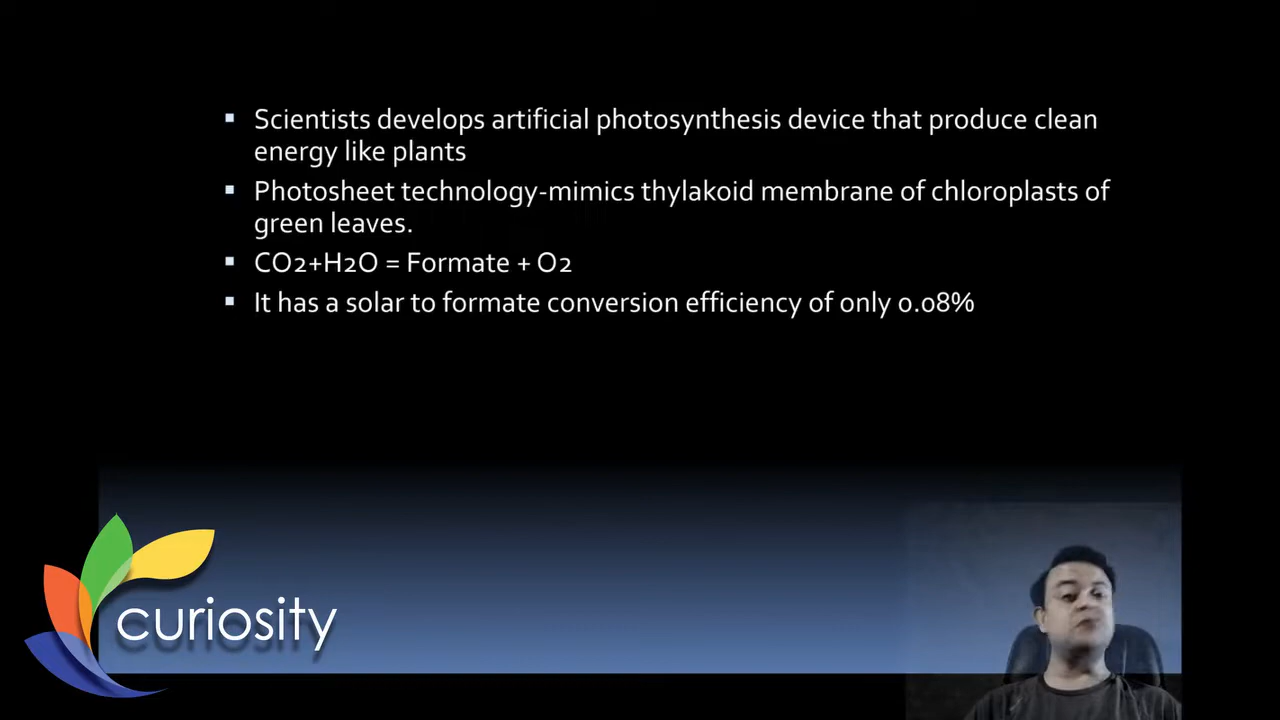 Scientists develops artificial photosynthesis device that produce clean
energy like plants
Photosheet technology-mimics thylakoid membrane of chloroplasts of
green leaves.
CO2+H2O = Formate + O2
It has a solar to formate conversion efficiency of only 0.08%
curiosity